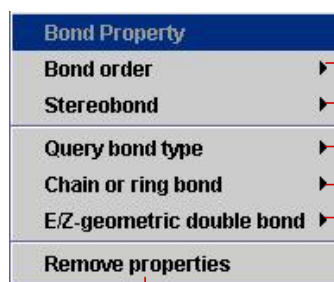 Bond Property
Bond order
Stereobond
Query bond type
Chain or ring bond
E/Z-geometric double bond
Remove properties